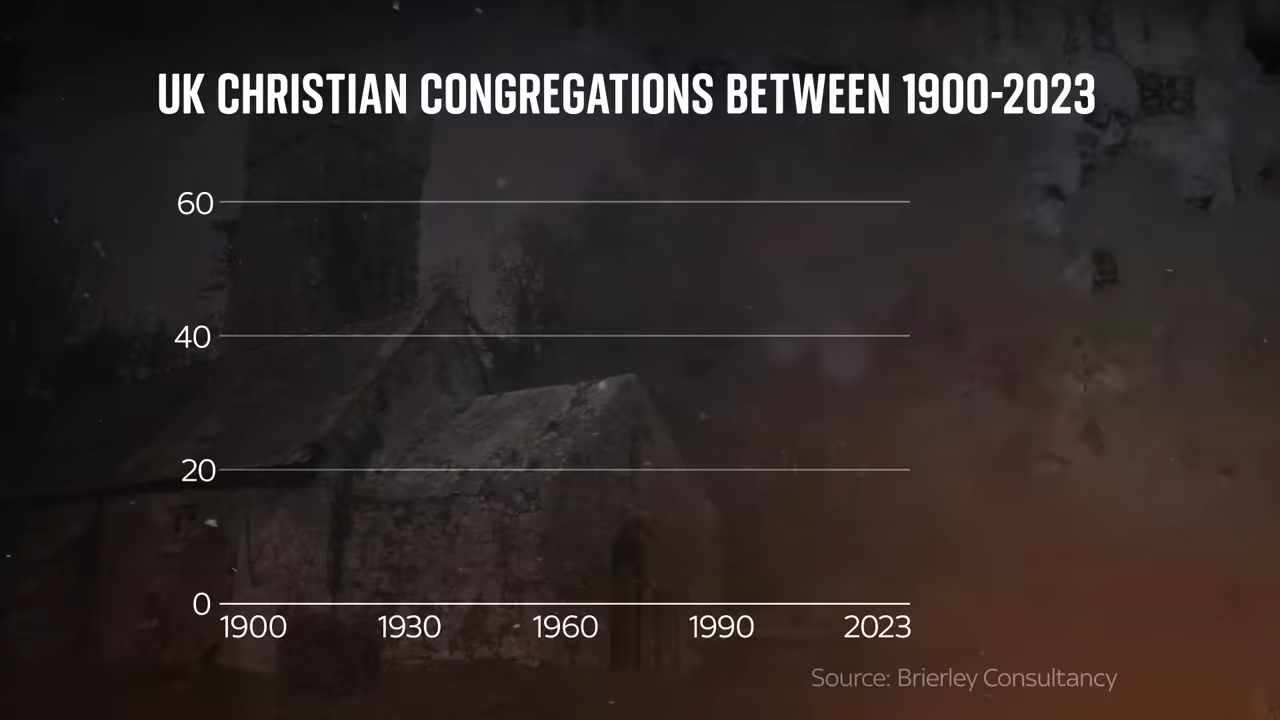 UK CHRISTIAN CONGREGATIONS BETWEEN 1900-2023
60
40
20
0
1900 1930 1960 1990 2023
Source: Brierley Consultancy